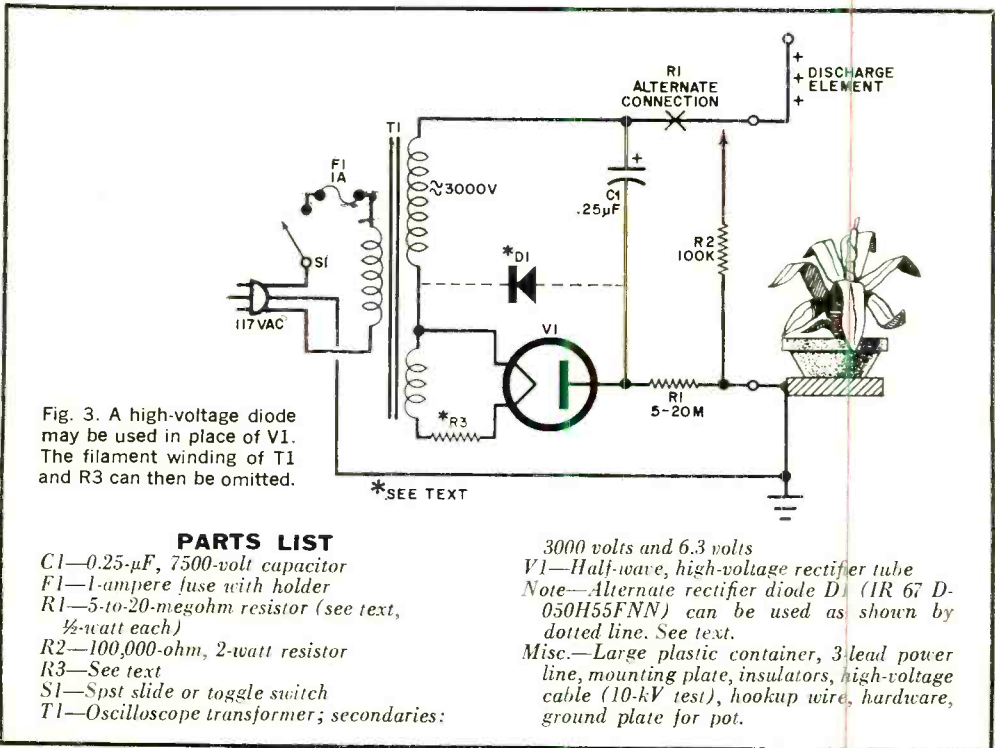 R1
ALTERNATE
CONNECTION
+
+
+
DISCHARGE
ELEMENT
T1
F1
1A
≈3000V
+
C1
.25µF
R2
100K
*D1
S1
117VAC
V1
R1
5-20M
*R3
*SEE TEXT
Fig. 3. A high-voltage diode
may be used in place of V1.
The filament winding of T1
and R3 can then be omitted.
PARTS LIST
C1—0.25-µF, 7500-volt capacitor
F1—1-ampere fuse with holder
R1—5-to-20-megohm resistor (see text,
½-watt each)
R2—100,000-ohm, 2-watt resistor
R3—See text
S1—Spst slide or toggle switch
T1—Oscilloscope transformer; secondaries:
3000 volts and 6.3 volts
V1—Half-wave, high-voltage rectifier tube
Note—Alternate rectifier diode D1 (IR 67 D-
050H55FNN) can be used as shown by
dotted line. See text.
Misc.—Large plastic container, 3-lead power
line, mounting plate, insulators, high-voltage
cable (10-kV test), hookup wire, hardware,
ground plate for pot.